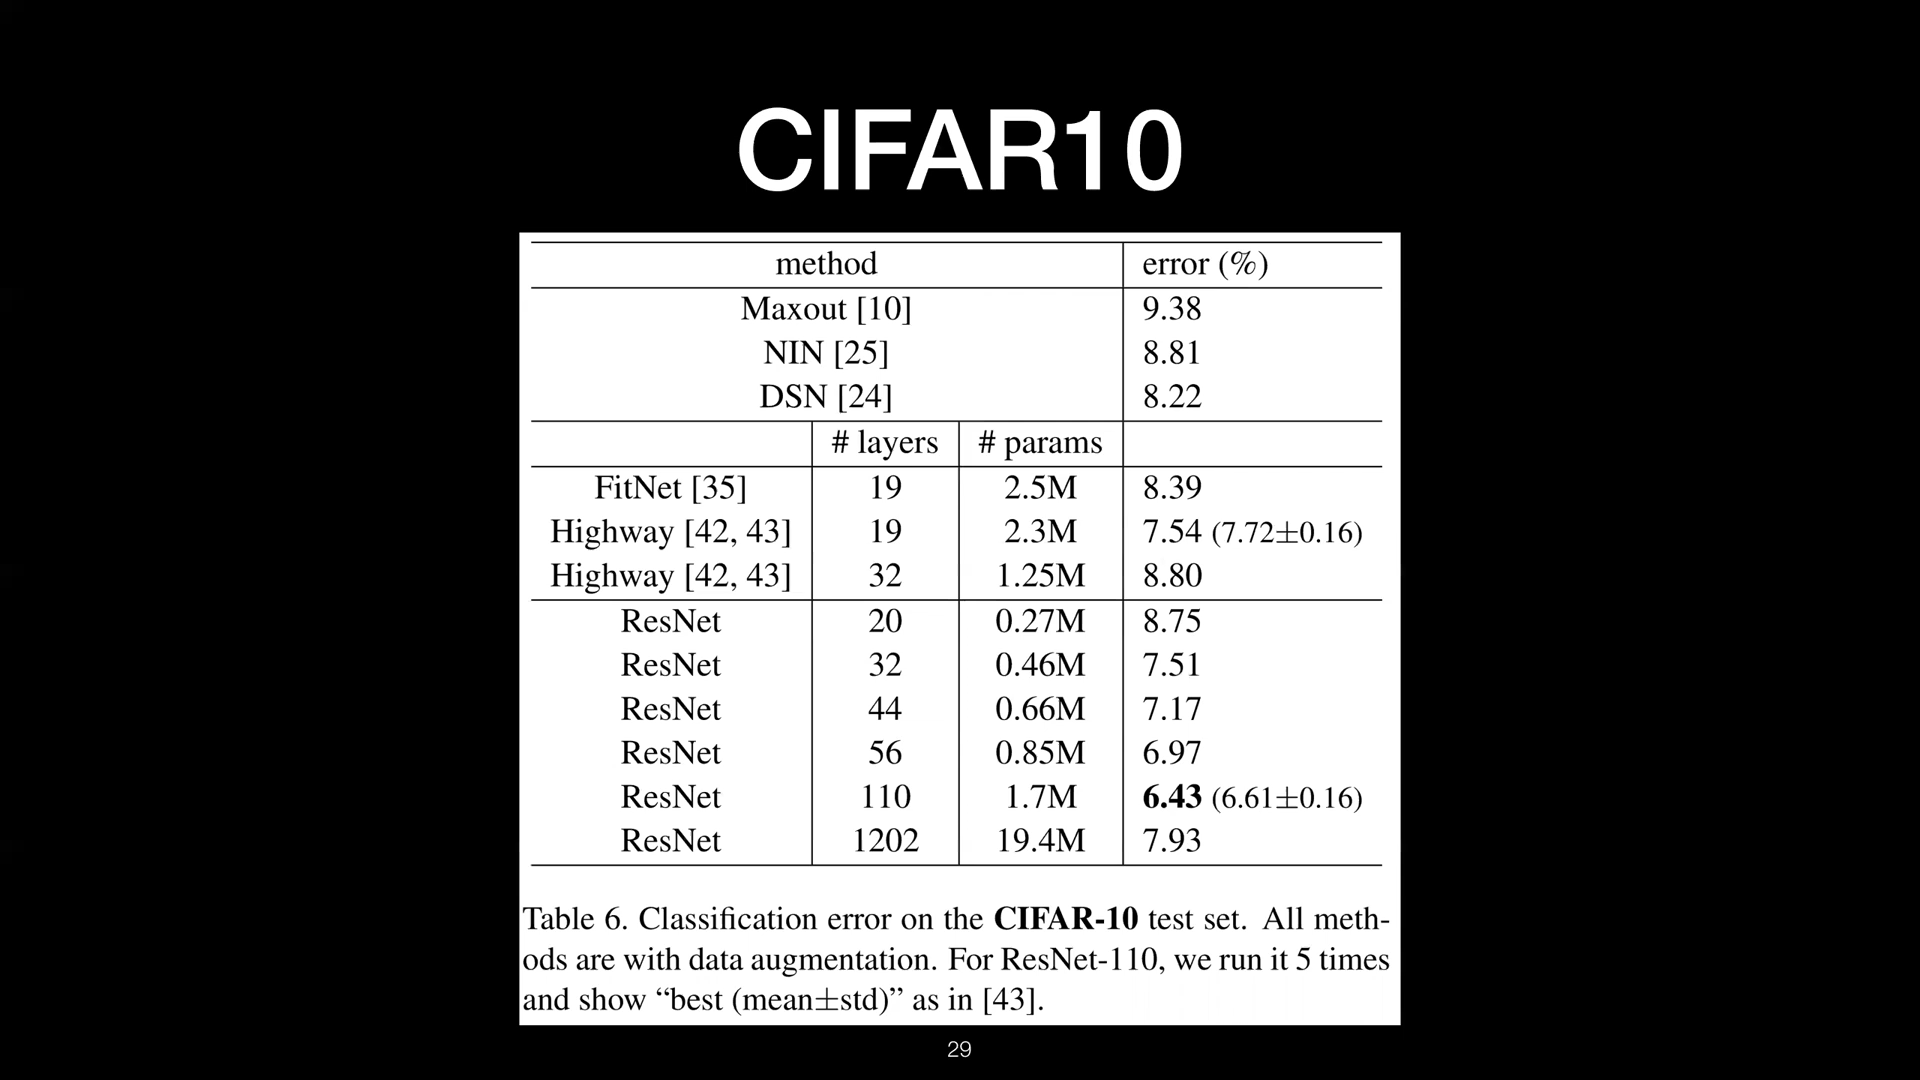 CIFAR10
method error (%)
Maxout [10] 9.38
NIN [25] 8.81
DSN [24] 8.22
# layers # params
FitNet [35] 19 2.5M 8.39
Highway [42, 43] 19 2.3M 7.54 (7.72±0.16)
Highway [42, 43] 32 1.25M 8.80
ResNet 20 0.27M 8.75
ResNet 32 0.46M 7.51
ResNet 44 0.66M 7.17
ResNet 56 0.85M 6.97
ResNet 110 1.7M 6.43 (6.61±0.16)
ResNet 1202 19.4M 7.93
Table 6. Classification error on the CIFAR-10 test set. All meth-
ods are with data augmentation. For ResNet-110, we run it 5 times
and show “best (mean±std)” as in [43].
29